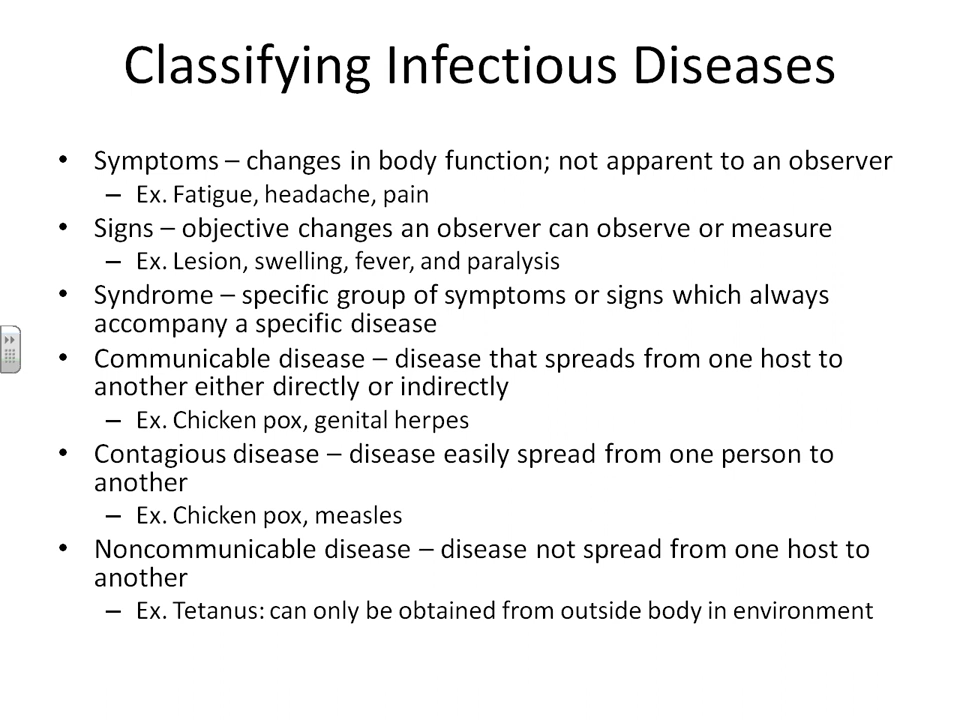 Classifying Infectious Diseases
• Symptoms – changes in body function; not apparent to an observer
– Ex. Fatigue, headache, pain
• Signs – objective changes an observer can observe or measure
– Ex. Lesion, swelling, fever, and paralysis
• Syndrome – specific group of symptoms or signs which always
accompany a specific disease
• Communicable disease – disease that spreads from one host to
another either directly or indirectly
– Ex. Chicken pox, genital herpes
• Contagious disease – disease easily spread from one person to
another
– Ex. Chicken pox, measles
• Noncommunicable disease – disease not spread from one host to
another
– Ex. Tetanus: can only be obtained from outside body in environment